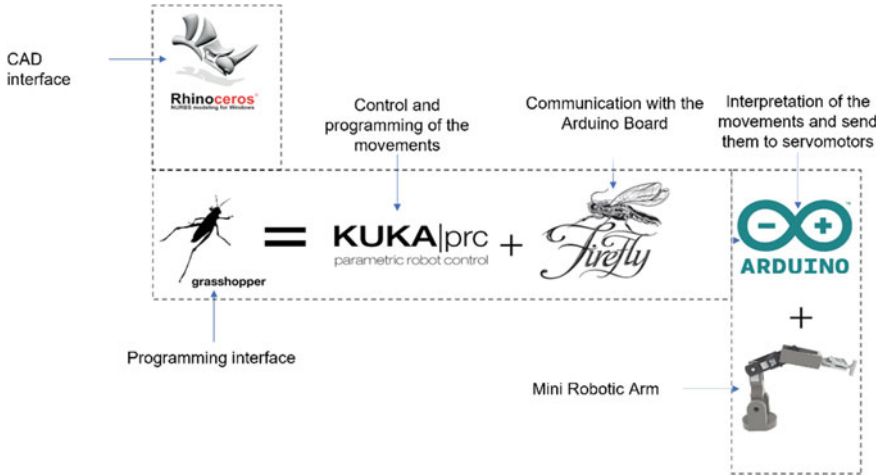 CAD
interface
Rhinoceros®
NURBS modeling for Windows
Control and
programming of the
movements
Communication with the
Arduino Board
Interpretation of the
movements and send
them to servomotors
grasshopper
=
KUKA|prc
parametric robot control
+
Firefly
ARDUINO
TM
+
Programming interface
Mini Robotic Arm